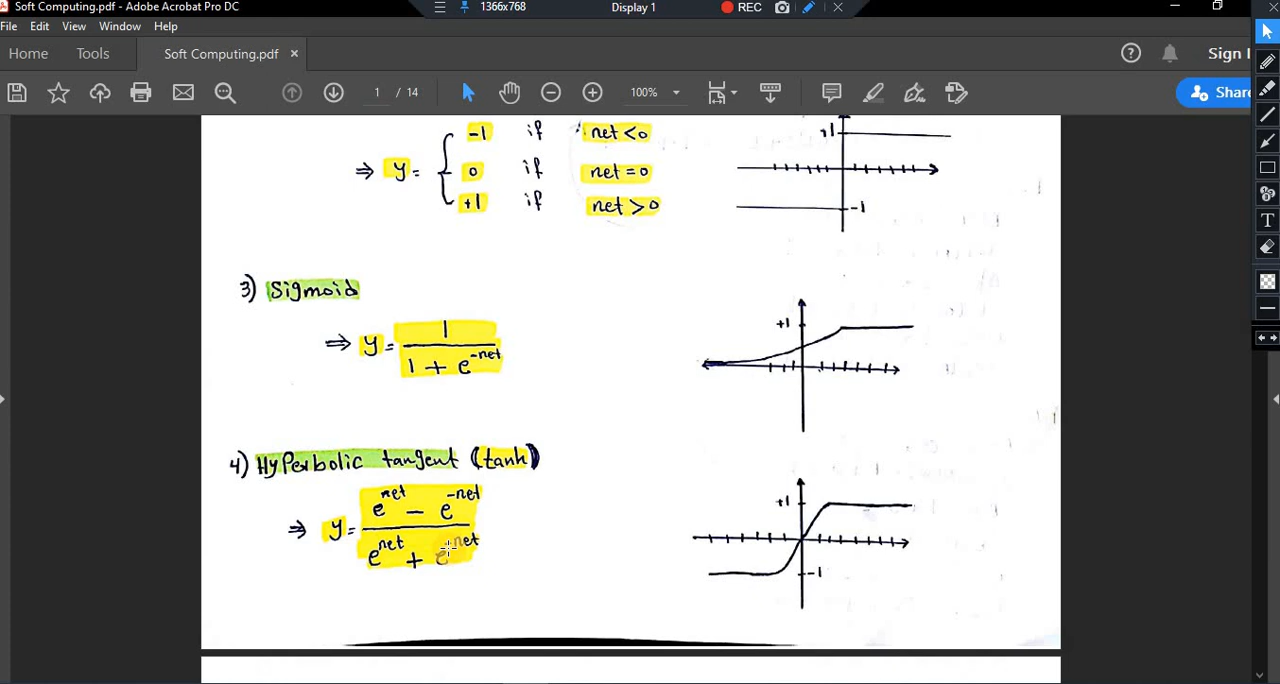 Soft Computing.pdf - Adobe Acrobat Pro DC
1366x768
Display 1
REC
File Edit View Window Help
Home Tools Soft Computing.pdf × Sign I
1 / 14 100% Share
⇒ y = { -1 if net < 0
0 if net = 0
+1 if net > 0
+1
-1
3) Sigmoid
+1
⇒ y = 1 / (1 + e^-net)
4) Hyperbolic tangent (tanh)
+1
⇒ y = (e^net - e^-net) / (e^net + e^-net)
-1